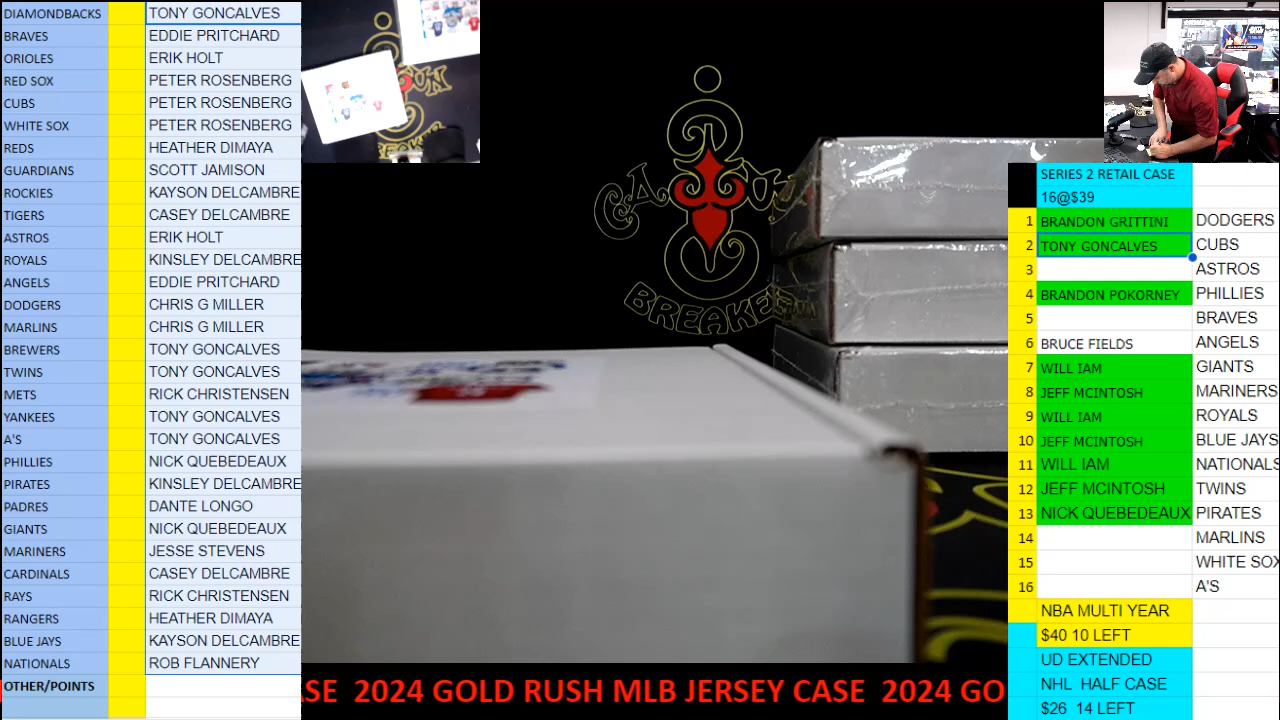 DIAMONDBACKS TONY GONCALVES
BRAVES EDDIE PRITCHARD
ORIOLES ERIK HOLT
RED SOX PETER ROSENBERG
CUBS PETER ROSENBERG
WHITE SOX PETER ROSENBERG
REDS HEATHER DIMAYA
GUARDIANS SCOTT JAMISON
ROCKIES KAYSON DELCAMBRE
TIGERS CASEY DELCAMBRE
ASTROS ERIK HOLT
ROYALS KINSLEY DELCAMBRE
ANGELS EDDIE PRITCHARD
DODGERS CHRIS G MILLER
MARLINS CHRIS G MILLER
BREWERS TONY GONCALVES
TWINS TONY GONCALVES
METS RICK CHRISTENSEN
YANKEES TONY GONCALVES
A'S TONY GONCALVES
PHILLIES NICK QUEBEDEAUX
PIRATES KINSLEY DELCAMBRE
PADRES DANTE LONGO
GIANTS NICK QUEBEDEAUX
MARINERS JESSE STEVENS
CARDINALS CASEY DELCAMBRE
RAYS RICK CHRISTENSEN
RANGERS HEATHER DIMAYA
BLUE JAYS KAYSON DELCAMBRE
NATIONALS ROB FLANNERY
OTHER/POINTS
CAJUN
BREAKE
SERIES 2 RETAIL CASE
16@$39
1 BRANDON GRITTINI DODGERS
2 TONY GONCALVES CUBS
3 ASTROS
4 BRANDON POKORNEY PHILLIES
5 BRAVES
6 BRUCE FIELDS ANGELS
7 WILL IAM GIANTS
8 JEFF MCINTOSH MARINERS
9 WILL IAM ROYALS
10 JEFF MCINTOSH BLUE JAYS
11 WILL IAM NATIONALS
12 JEFF MCINTOSH TWINS
13 NICK QUEBEDEAUX PIRATES
14 MARLINS
15 WHITE SOX
16 A'S
NBA MULTI YEAR
$40 10 LEFT
UD EXTENDED
NHL HALF CASE
$26 14 LEFT
SE 2024 GOLD RUSH MLB JERSEY CASE 2024 GO